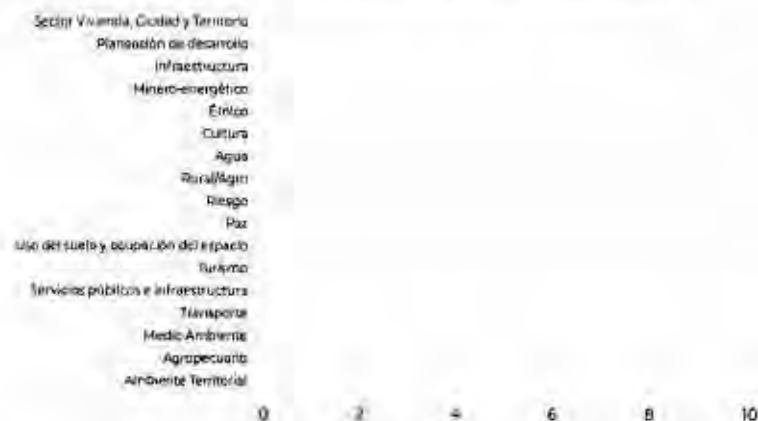 Sector Vivienda, Ciudad y Territorio
Planeación de desarrollo
Infraestructura
Minero-energético
Étnico
Cultura
Agua
Rural/Agro
Riesgo
Paz
Uso del suelo y ocupación del espacio
Turismo
Servicios públicos e infraestructura
Transporte
Medio Ambiente
Agropecuario
Ambiente Territorial
0 2 4 6 8 10